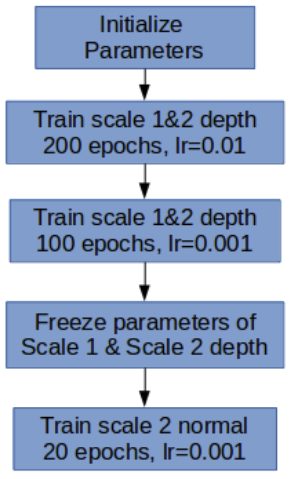 Initialize
Parameters
Train scale 1&2 depth
200 epochs, lr=0.01
Train scale 1&2 depth
100 epochs, lr=0.001
Freeze parameters of
Scale 1 & Scale 2 depth
Train scale 2 normal
20 epochs, lr=0.001